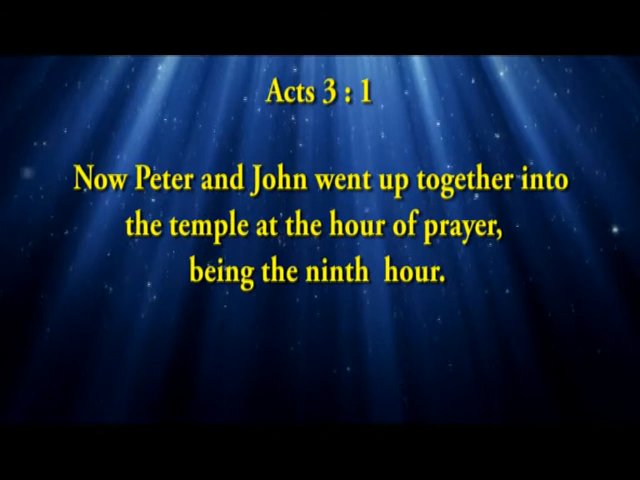 Acts 3 : 1
Now Peter and John went up together into
the temple at the hour of prayer,
being the ninth hour.